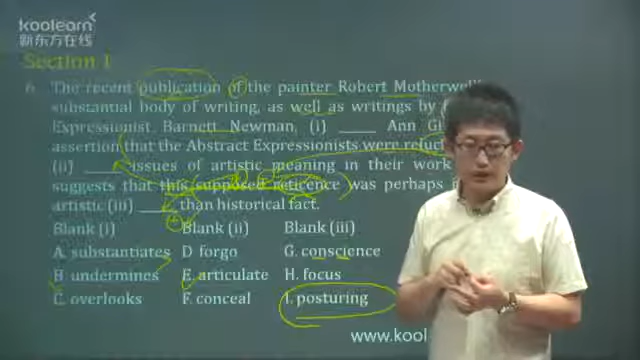 koolearn
新东方在线
Section 1
6. The recent publication of the painter Robert Motherwell's
substantial body of writing, as well as writings by
Expressionist Barnett Newman, (i) ____ Ann
assertion that the Abstract Expressionists were
(ii) ____ issues of artistic meaning in their work
suggests that this supposed reticence was perhaps
artistic (iii) ____ than historical fact.
Blank (i) Blank (ii) Blank (iii)
A. substantiates D forgo G. conscience
B. undermines E. articulate H. focus
C. overlooks F. conceal I. posturing
www.kool